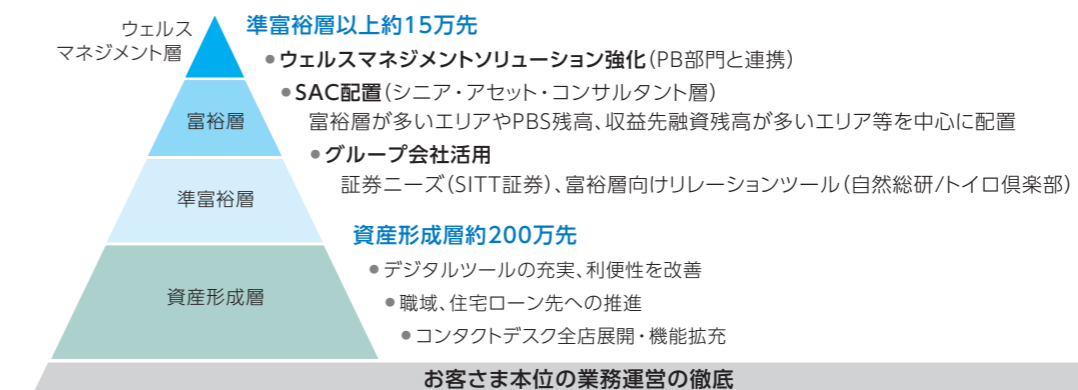 ウェルス
マネジメント層
準富裕層以上約15万先
●ウェルスマネジメントソリューション強化(PB部門と連携)
●SAC配置(シニア・アセット・コンサルタント層)
富裕層が多いエリアやPBS残高、収益先融資残高が多いエリア等を中心に配置
富裕層
●グループ会社活用
証券ニーズ(SITT証券)、富裕層向けリレーションツール(自然総研/トイロ倶楽部)
準富裕層
資産形成層約200万先
●デジタルツールの充実、利便性を改善
●職域、住宅ローン先への推進
資産形成層
●コンタクトデスク全店展開・機能拡充
お客さま本位の業務運営の徹底